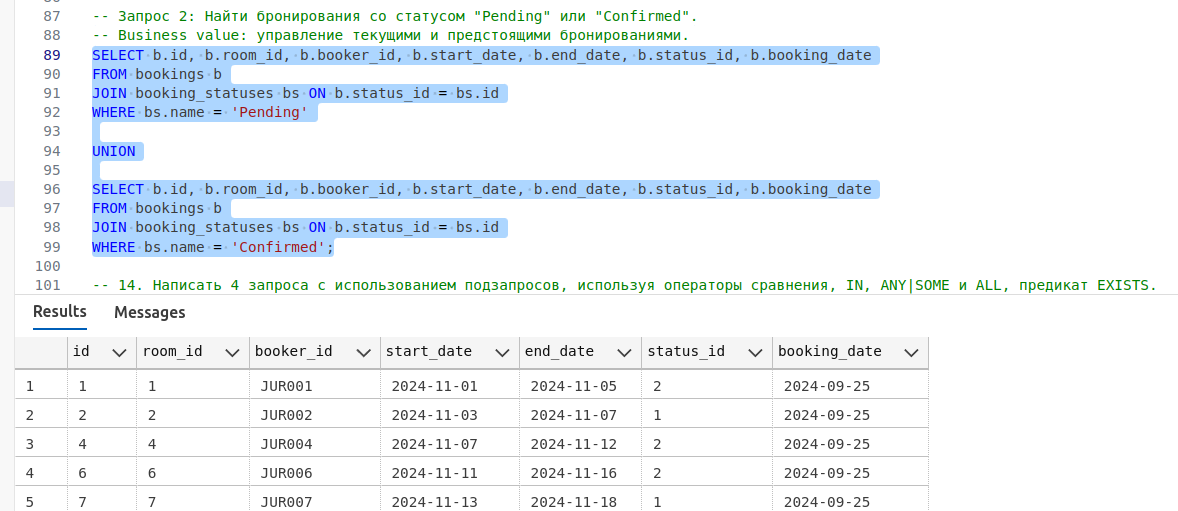 87 -- Запрос 2: Найти бронирования со статусом "Pending" или "Confirmed".
88 -- Business value: управление текущими и предстоящими бронированиями.
89 SELECT b.id, b.room_id, b.booker_id, b.start_date, b.end_date, b.status_id, b.booking_date
90 FROM bookings b
91 JOIN booking_statuses bs ON b.status_id = bs.id
92 WHERE bs.name = 'Pending'
93
94 UNION
95
96 SELECT b.id, b.room_id, b.booker_id, b.start_date, b.end_date, b.status_id, b.booking_date
97 FROM bookings b
98 JOIN booking_statuses bs ON b.status_id = bs.id
99 WHERE bs.name = 'Confirmed';
100
101 -- 14. Написать 4 запроса с использованием подзапросов, используя операторы сравнения, IN, ANY|SOME и ALL, предикат EXISTS.
Results Messages
id room_id booker_id start_date end_date status_id booking_date
1 1 1 JUR001 2024-11-01 2024-11-05 2 2024-09-25
2 2 2 JUR002 2024-11-03 2024-11-07 1 2024-09-25
3 4 4 JUR004 2024-11-07 2024-11-12 2 2024-09-25
4 6 6 JUR006 2024-11-11 2024-11-16 2 2024-09-25
5 7 7 JUR007 2024-11-13 2024-11-18 1 2024-09-25